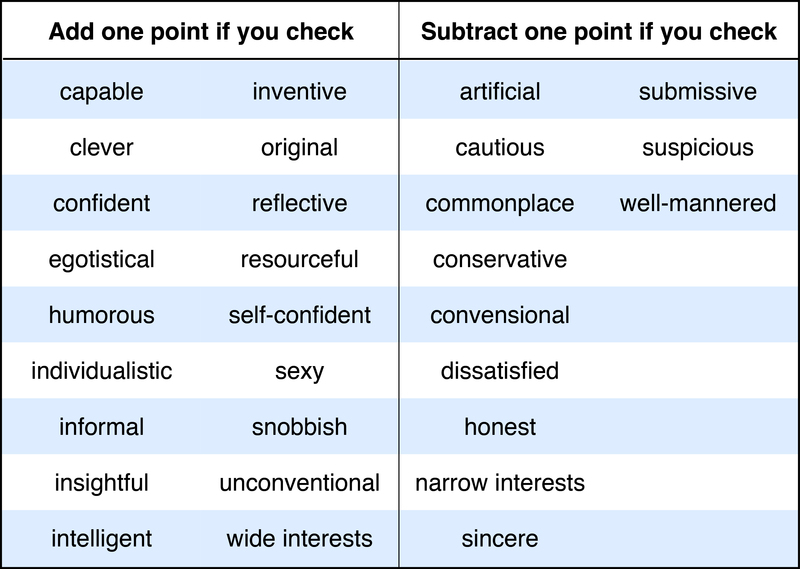 Add one point if you check Subtract one point if you check
capable inventive artificial submissive
clever original cautious suspicious
confident reflective commonplace well-mannered
egotistical resourceful conservative
humorous self-confident convensional
individualistic sexy dissatisfied
informal snobbish honest
insightful unconventional narrow interests
intelligent wide interests sincere